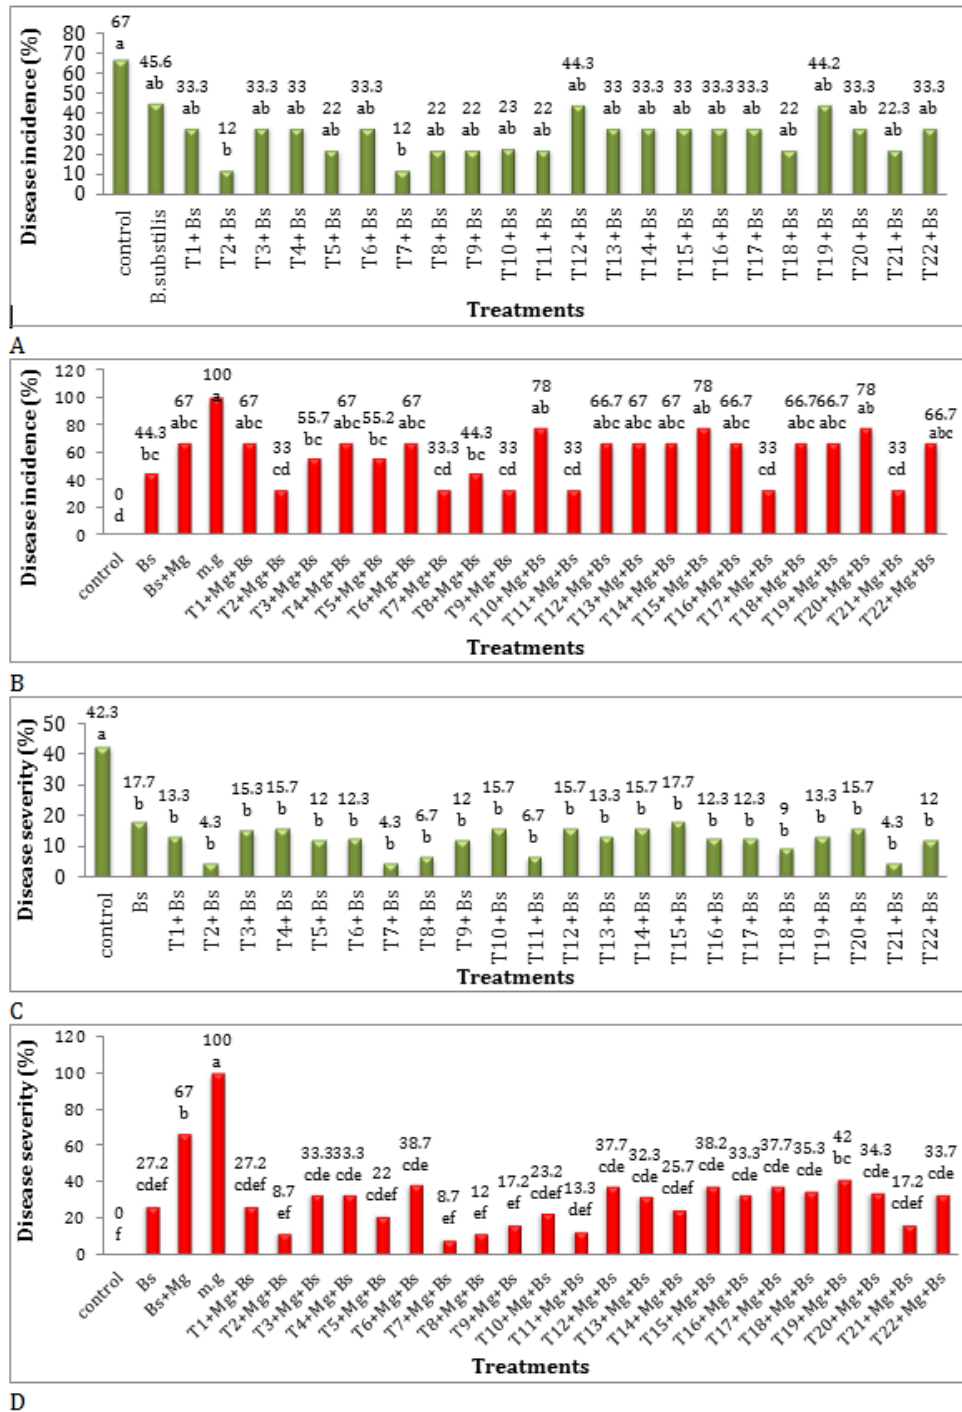 Disease incidence (%)
80
70
60
50
40
30
20
10
0
67 45.6 33.3 12 33.3 33 22 33.3 12 22 22 23 22 44.3 33 33.3 33 33.3 33.3 22 44.2 33.3 22.3 33.3
a ab ab b ab ab ab ab b ab ab ab ab ab ab ab ab ab ab ab ab ab ab ab
control B.substilis T1+Bs T2+Bs T3+Bs T4+Bs T5+Bs T6+Bs T7+Bs T8+Bs T9+Bs T10+Bs T11+Bs T12+Bs T13+Bs T14+Bs T15+Bs T16+Bs T17+Bs T18+Bs T19+Bs T20+Bs T21+Bs T22+Bs
Treatments
A
Disease incidence (%)
120
100
80
60
40
20
0
0 44.3 67 100 67 33 55.7 67 55.2 67 33.3 44.3 33 78 33 66.7 67 67 78 66.7 33 66.7 66.7 78 33 66.7
d bc abc a abc cd bc abc bc abc cd bc cd ab cd abc abc abc ab abc cd abc abc ab cd abc
control Bs Bs+Mg m.g T1+Mg+Bs T2+Mg+Bs T3+Mg+Bs T4+Mg+Bs T5+Mg+Bs T6+Mg+Bs T7+Mg+Bs T8+Mg+Bs T9+Mg+Bs T10+Mg+Bs T11+Mg+Bs T12+Mg+Bs T13+Mg+Bs T14+Mg+Bs T15+Mg+Bs T16+Mg+Bs T17+Mg+Bs T18+Mg+Bs T19+Mg+Bs T20+Mg+Bs T21+Mg+Bs T22+Mg+Bs
Treatments
B
Disease severity (%)
50
40
30
20
10
0
42.3 17.7 13.3 4.3 15.3 15.7 12 12.3 4.3 6.7 12 15.7 6.7 15.7 13.3 15.7 17.7 12.3 12.3 9 13.3 15.7 4.3 12
a b b b b b b b b b b b b b b b b b b b b b b b
control Bs T1+Bs T2+Bs T3+Bs T4+Bs T5+Bs T6+Bs T7+Bs T8+Bs T9+Bs T10+Bs T11+Bs T12+Bs T13+Bs T14+Bs T15+Bs T16+Bs T17+Bs T18+Bs T19+Bs T20+Bs T21+Bs T22+Bs
Treatments
C
Disease severity (%)
120
100
80
60
40
20
0
0 27.2 67 100 27.2 8.7 33.3 33.3 22 38.7 8.7 12 17.2 23.2 13.3 37.7 32.3 25.7 38.2 33.3 37.7 35.3 42 34.3 17.2 33.7
f cdef b a cdef ef cde cde cdef cde ef ef ef cdef def cde cde cdef cde cde cde cde bc cde cdef cde
control Bs Bs+Mg m.g T1+Mg+Bs T2+Mg+Bs T3+Mg+Bs T4+Mg+Bs T5+Mg+Bs T6+Mg+Bs T7+Mg+Bs T8+Mg+Bs T9+Mg+Bs T10+Mg+Bs T11+Mg+Bs T12+Mg+Bs T13+Mg+Bs T14+Mg+Bs T15+Mg+Bs T16+Mg+Bs T17+Mg+Bs T18+Mg+Bs T19+Mg+Bs T20+Mg+Bs T21+Mg+Bs T22+Mg+Bs
Treatments
D